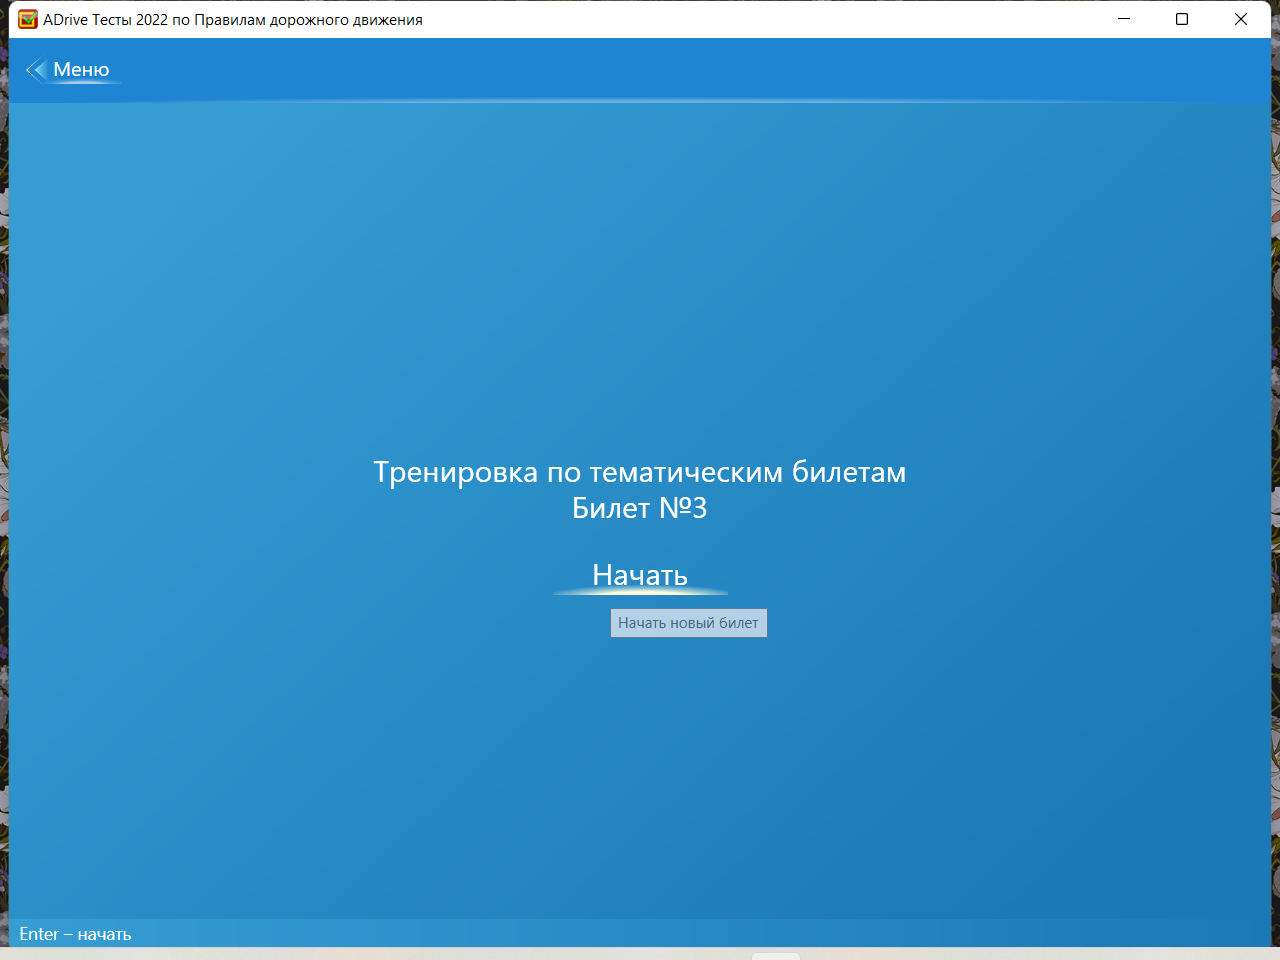 ADrive Тесты 2022 по Правилам дорожного движения
Меню
Тренировка по тематическим билетам
Билет №3
Начать
Начать новый билет
Enter – начать